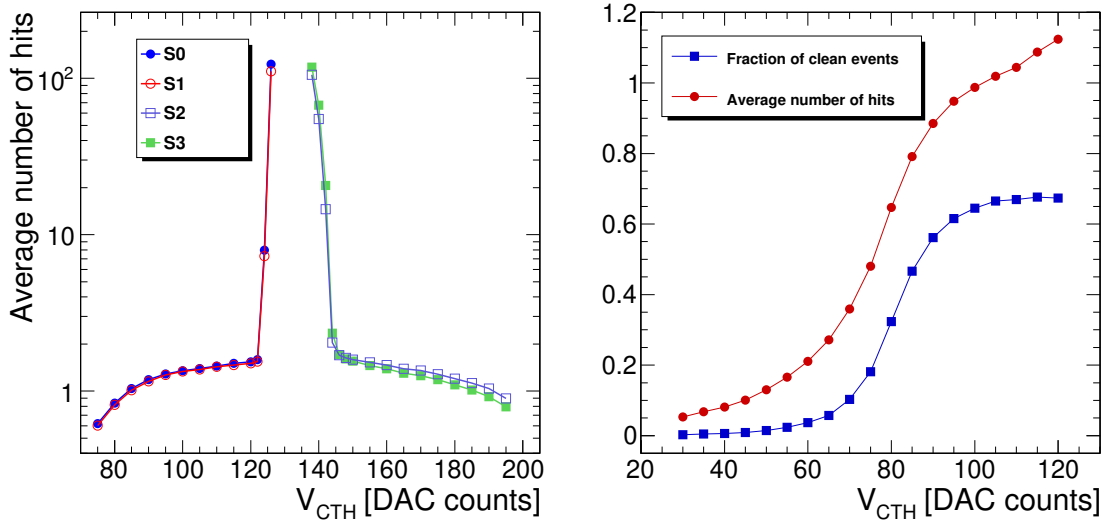 Average number of hits
10²
10
1
S0
S1
S2
S3
80 100 120 140 160 180 200
V_CTH [DAC counts]
1.2
1
0.8
0.6
0.4
0.2
0
Fraction of clean events
Average number of hits
20 40 60 80 100 120
V_CTH [DAC counts]